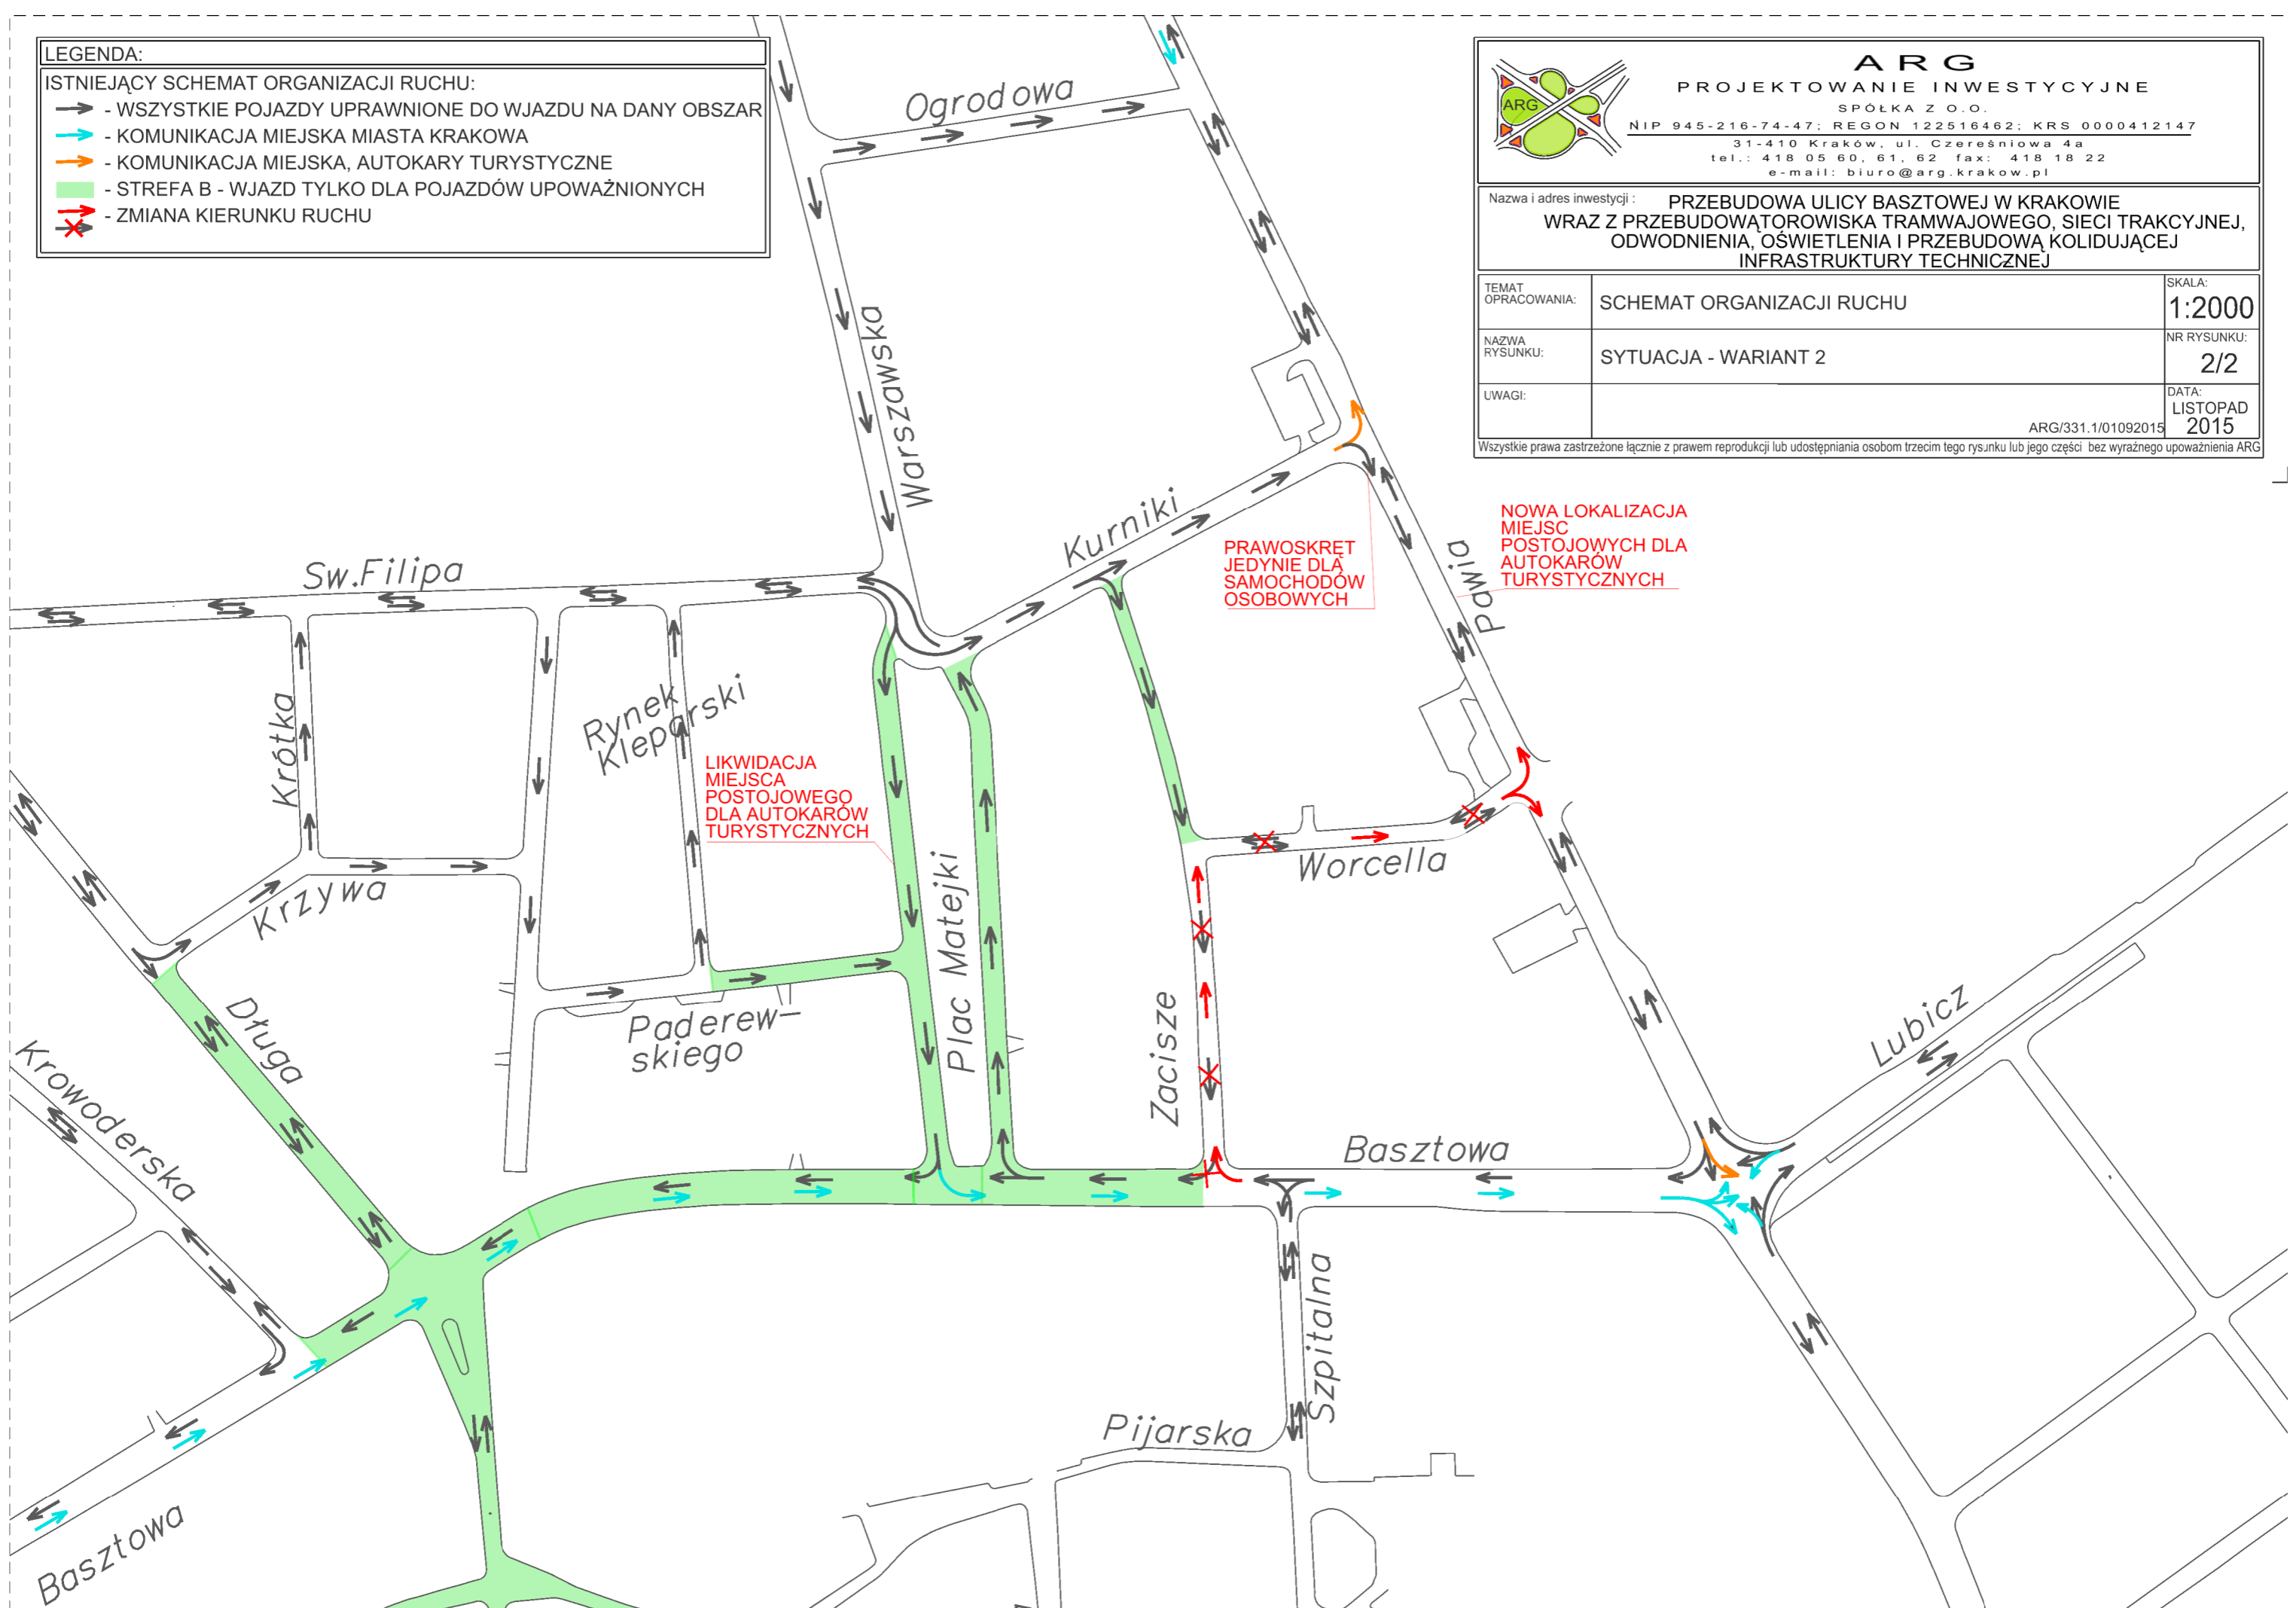 LEGENDA:
ISTNIEJĄCY SCHEMAT ORGANIZACJI RUCHU:
- WSZYSTKIE POJAZDY UPRAWNIONE DO WJAZDU NA DANY OBSZAR
- KOMUNIKACJA MIEJSKA MIASTA KRAKOWA
- KOMUNIKACJA MIEJSKA, AUTOKARY TURYSTYCZNE
- STREFA B - WJAZD TYLKO DLA POJAZDÓW UPOWAŻNIONYCH
- ZMIANA KIERUNKU RUCHU
ARG
ARG
PROJEKTOWANIE INWESTYCYJNE
SPÓŁKA Z O.O.
NIP 945-216-74-47; REGON 122516462; KRS 0000412147
31-410 Kraków, ul. Czereśniowa 4a
tel.: 418 05 60, 61, 62 fax: 418 18 22
e-mail: biuro@arg.krakow.pl
Nazwa i adres inwestycji : PRZEBUDOWA ULICY BASZTOWEJ W KRAKOWIE
WRAZ Z PRZEBUDOWĄTOROWISKA TRAMWAJOWEGO, SIECI TRAKCYJNEJ,
ODWODNIENIA, OŚWIETLENIA I PRZEBUDOWĄ KOLIDUJĄCEJ
INFRASTRUKTURY TECHNICZNEJ
TEMAT
OPRACOWANIA:
SCHEMAT ORGANIZACJI RUCHU
SKALA:
1:2000
NAZWA
RYSUNKU:
SYTUACJA - WARIANT 2
NR RYSUNKU:
2/2
UWAGI:
ARG/331.1/01092015
DATA:
LISTOPAD
2015
Wszystkie prawa zastrzeżone łącznie z prawem reprodukcji lub udostępniania osobom trzecim tego rysunku lub jego części bez wyraźnego upoważnienia ARG
Ogrodowa
Warszawska
Kurniki
Sw.Filipa
PRAWOSKRĘT
JEDYNIE DLA
SAMOCHODÓW
OSOBOWYCH
NOWA LOKALIZACJA
MIEJSC
POSTOJOWYCH DLA
AUTOKARÓW
TURYSTYCZNYCH
Pawia
Krótka
Rynek
Kleparski
LIKWIDACJA
MIEJSCA
POSTOJOWEGO
DLA AUTOKARÓW
TURYSTYCZNYCH
Worcella
Krzywa
Plac Matejki
Długa
Paderew-
skiego
Zacisze
Lubicz
Krowoderska
Basztowa
Szpitalna
Pijarska
Basztowa